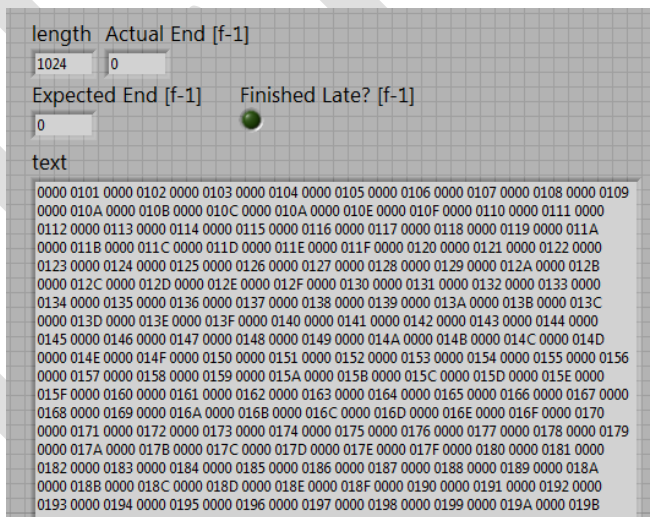 length Actual End [f-1]
1024 0
Expected End [f-1] Finished Late? [f-1]
0
text
0000 0101 0000 0102 0000 0103 0000 0104 0000 0105 0000 0106 0000 0107 0000 0108 0000 0109
0000 010A 0000 010B 0000 010C 0000 010A 0000 010E 0000 010F 0000 0110 0000 0111 0000
0112 0000 0113 0000 0114 0000 0115 0000 0116 0000 0117 0000 0118 0000 0119 0000 011A
0000 011B 0000 011C 0000 011D 0000 011E 0000 011F 0000 0120 0000 0121 0000 0122 0000
0123 0000 0124 0000 0125 0000 0126 0000 0127 0000 0128 0000 0129 0000 012A 0000 012B
0000 012C 0000 012D 0000 012E 0000 012F 0000 0130 0000 0131 0000 0132 0000 0133 0000
0134 0000 0135 0000 0136 0000 0137 0000 0138 0000 0139 0000 013A 0000 013B 0000 013C
0000 013D 0000 013E 0000 013F 0000 0140 0000 0141 0000 0142 0000 0143 0000 0144 0000
0145 0000 0146 0000 0147 0000 0148 0000 0149 0000 014A 0000 014B 0000 014C 0000 014D
0000 014E 0000 014F 0000 0150 0000 0151 0000 0152 0000 0153 0000 0154 0000 0155 0000 0156
0000 0157 0000 0158 0000 0159 0000 015A 0000 015B 0000 015C 0000 015D 0000 015E 0000
015F 0000 0160 0000 0161 0000 0162 0000 0163 0000 0164 0000 0165 0000 0166 0000 0167 0000
0168 0000 0169 0000 016A 0000 016B 0000 016C 0000 016D 0000 016E 0000 016F 0000 0170
0000 0171 0000 0172 0000 0173 0000 0174 0000 0175 0000 0176 0000 0177 0000 0178 0000 0179
0000 017A 0000 017B 0000 017C 0000 017D 0000 017E 0000 017F 0000 0180 0000 0181 0000
0182 0000 0183 0000 0184 0000 0185 0000 0186 0000 0187 0000 0188 0000 0189 0000 018A
0000 018B 0000 018C 0000 018D 0000 018E 0000 018F 0000 0190 0000 0191 0000 0192 0000
0193 0000 0194 0000 0195 0000 0196 0000 0197 0000 0198 0000 0199 0000 019A 0000 019B